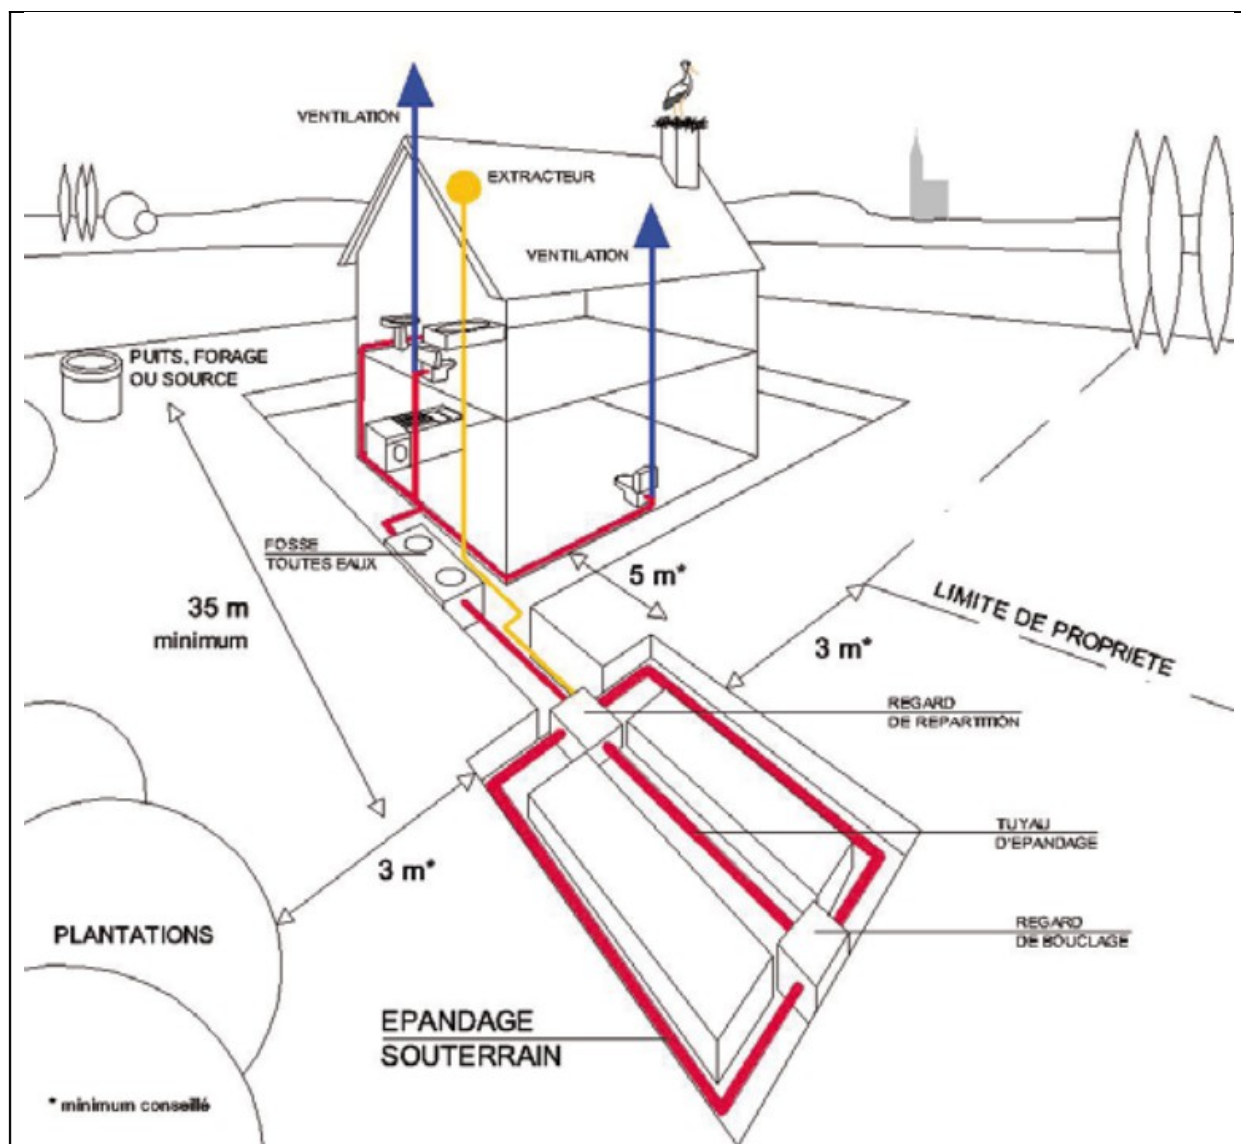 VENTILATION
EXTRACTEUR
VENTILATION
PUITS, FORAGE
OU SOURCE
FOSSE
TOUTES EAUX
35 m
minimum
5 m*
3 m*
LIMITE DE PROPRIETE
REGARD
DE REPARTITION
3 m*
TUYAU
D'EPANDAGE
REGARD
DE BOUCLAGE
PLANTATIONS
EPANDAGE
SOUTERRAIN
* minimum conseillé